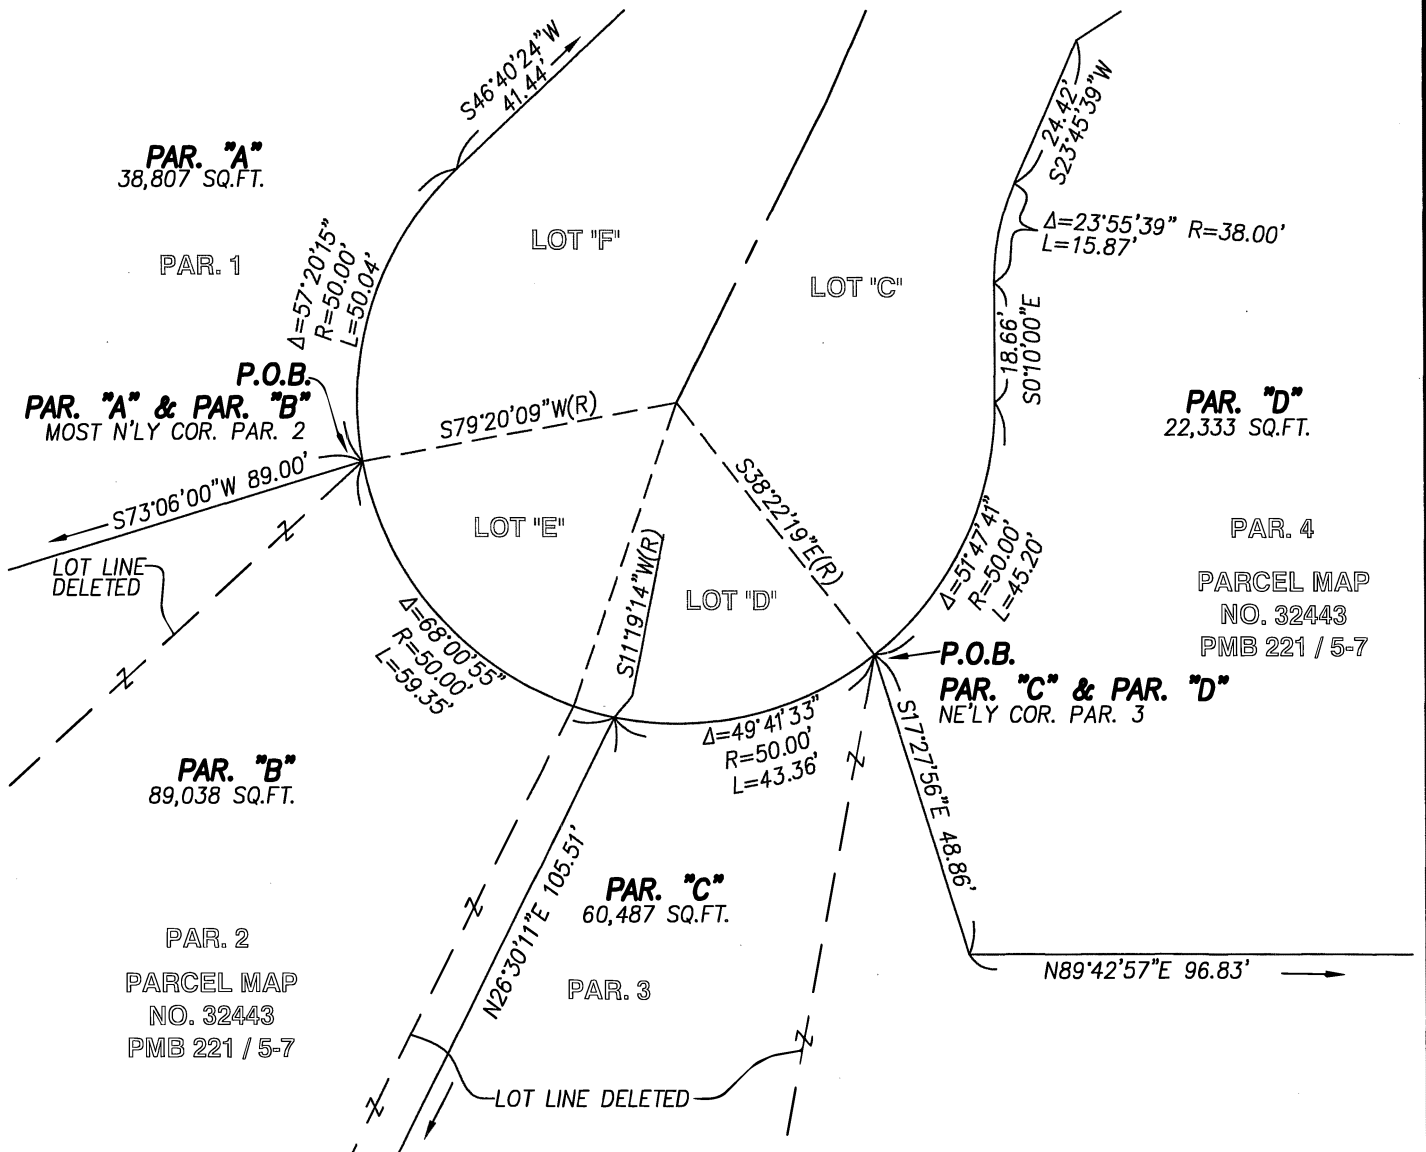 S46°40'24"W
41.44'
24.42'
S23°45'39"W
PAR. "A"
38,807 SQ.FT.
PAR. 1
LOT "F"
LOT "C"
Δ=23°55'39" R=38.00'
L=15.87'
Δ=57°20'15"
R=50.00'
L=50.04'
18.66'
S0°10'00"E
P.O.B.
PAR. "A" & PAR. "B"
MOST N'LY COR. PAR. 2
S79°20'09"W(R)
PAR. "D"
22,333 SQ.FT.
S73°06'00"W 89.00'
S38°22'19"E(R)
LOT "E"
PAR. 4
LOT LINE
DELETED
Δ=51°47'41"
R=50.00'
L=45.20'
PARCEL MAP
NO. 32443
PMB 221 / 5-7
S11°19'14"W(R)
LOT "D"
Δ=68°00'55"
R=50.00'
L=59.35'
P.O.B.
PAR. "C" & PAR. "D"
NE'LY COR. PAR. 3
Δ=49°41'33"
R=50.00'
L=43.36'
S17°27'56"E 48.86'
PAR. "B"
89,038 SQ.FT.
N26°30'11"E 105.51'
PAR. "C"
60,487 SQ.FT.
PAR. 2
PARCEL MAP
NO. 32443
PMB 221 / 5-7
PAR. 3
N89°42'57"E 96.83'
LOT LINE DELETED